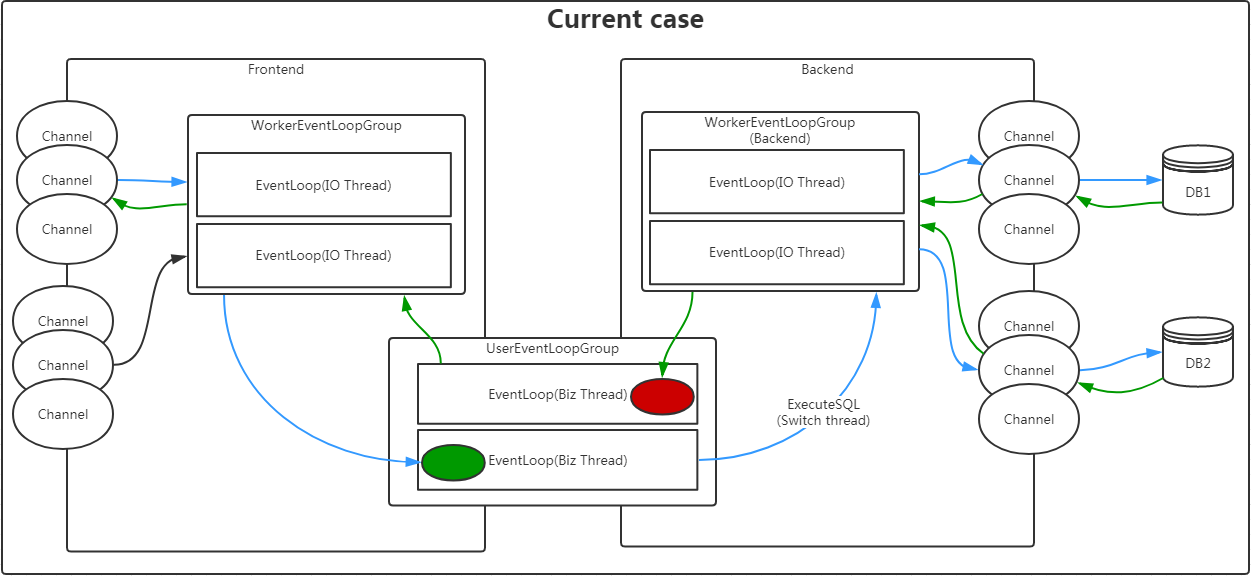 Current case
Frontend
WorkerEventLoopGroup
EventLoop(IO Thread)
EventLoop(IO Thread)
Channel
Channel
Channel
Channel
Channel
Channel
UserEventLoopGroup
EventLoop(Biz Thread)
EventLoop(Biz Thread)
ExecuteSQL
(Switch thread)
Backend
WorkerEventLoopGroup
(Backend)
EventLoop(IO Thread)
EventLoop(IO Thread)
Channel
Channel
Channel
Channel
Channel
Channel
DB1
DB2